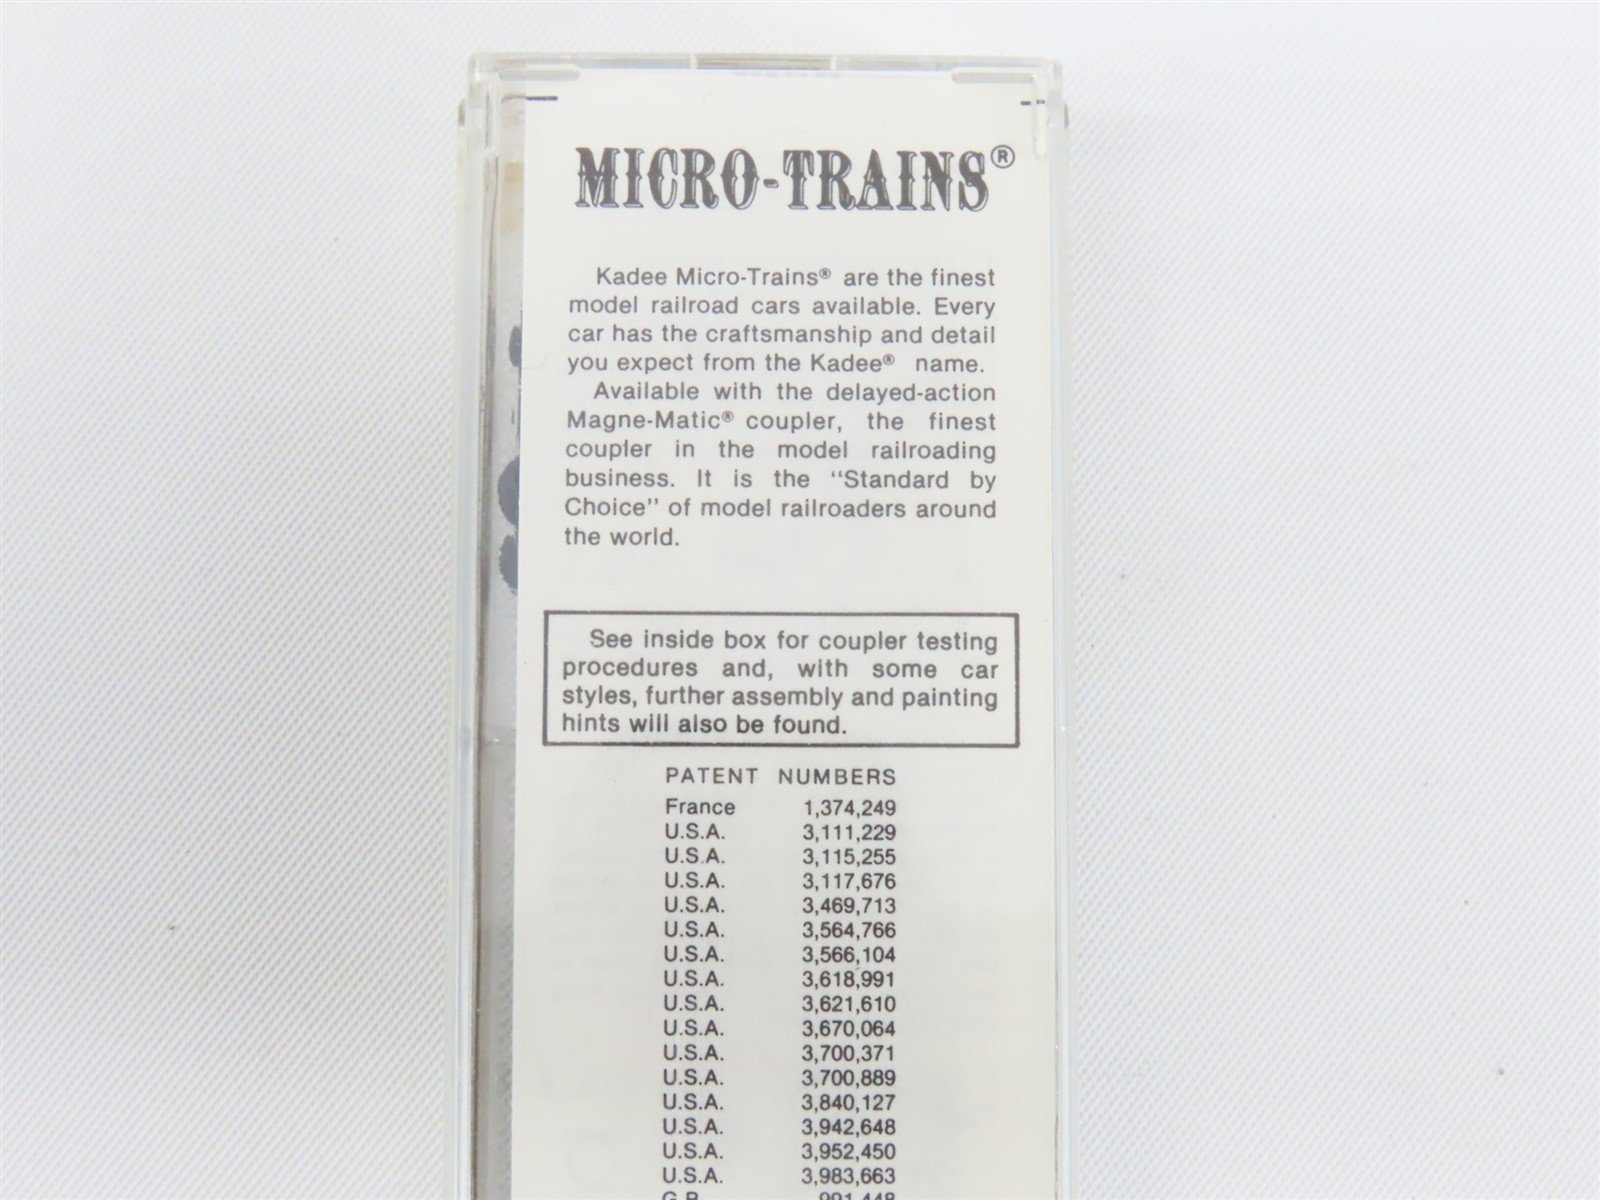 MICRO-TRAINS®
Kadee Micro-Trains® are the finest
model railroad cars available. Every
car has the craftsmanship and detail
you expect from the Kadee® name.
Available with the delayed-action
Magne-Matic® coupler, the finest
coupler in the model railroading
business. It is the "Standard by
Choice" of model railroaders around
the world.
See inside box for coupler testing
procedures and, with some car
styles, further assembly and painting
hints will also be found.
PATENT NUMBERS
France 1,374,249
U.S.A. 3,111,229
U.S.A. 3,115,255
U.S.A. 3,117,676
U.S.A. 3,469,713
U.S.A. 3,564,766
U.S.A. 3,566,104
U.S.A. 3,618,991
U.S.A. 3,621,610
U.S.A. 3,670,064
U.S.A. 3,700,371
U.S.A. 3,700,889
U.S.A. 3,840,127
U.S.A. 3,942,648
U.S.A. 3,952,450
U.S.A. 3,983,663
G.B. 991,448